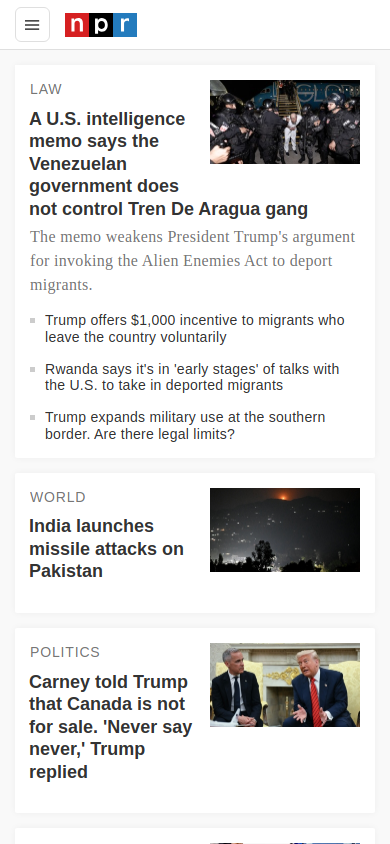 npr
LAW
A U.S. intelligence
memo says the
Venezuelan
government does
not control Tren De Aragua gang
The memo weakens President Trump's argument
for invoking the Alien Enemies Act to deport
migrants.
Trump offers $1,000 incentive to migrants who
leave the country voluntarily
Rwanda says it's in 'early stages' of talks with
the U.S. to take in deported migrants
Trump expands military use at the southern
border. Are there legal limits?
WORLD
India launches
missile attacks on
Pakistan
POLITICS
Carney told Trump
that Canada is not
for sale. 'Never say
never,' Trump
replied